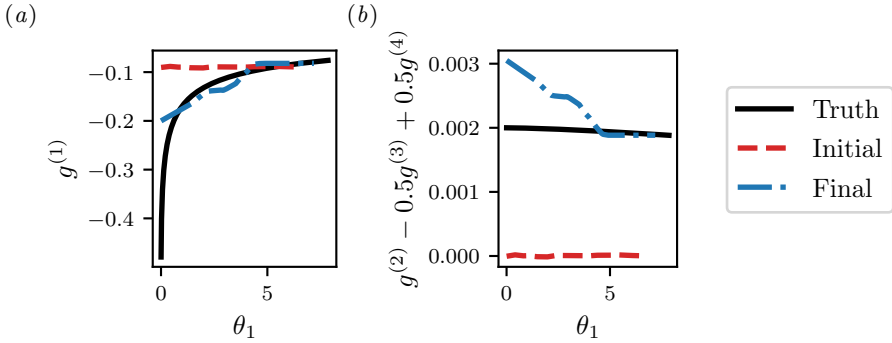 (a)
g^{(1)}
−0.1
−0.2
−0.3
−0.4
0
5
θ_1
(b)
g^{(2)} − 0.5g^{(3)} + 0.5g^{(4)}
0.003
0.002
0.001
0.000
0
5
θ_1
Truth
Initial
Final